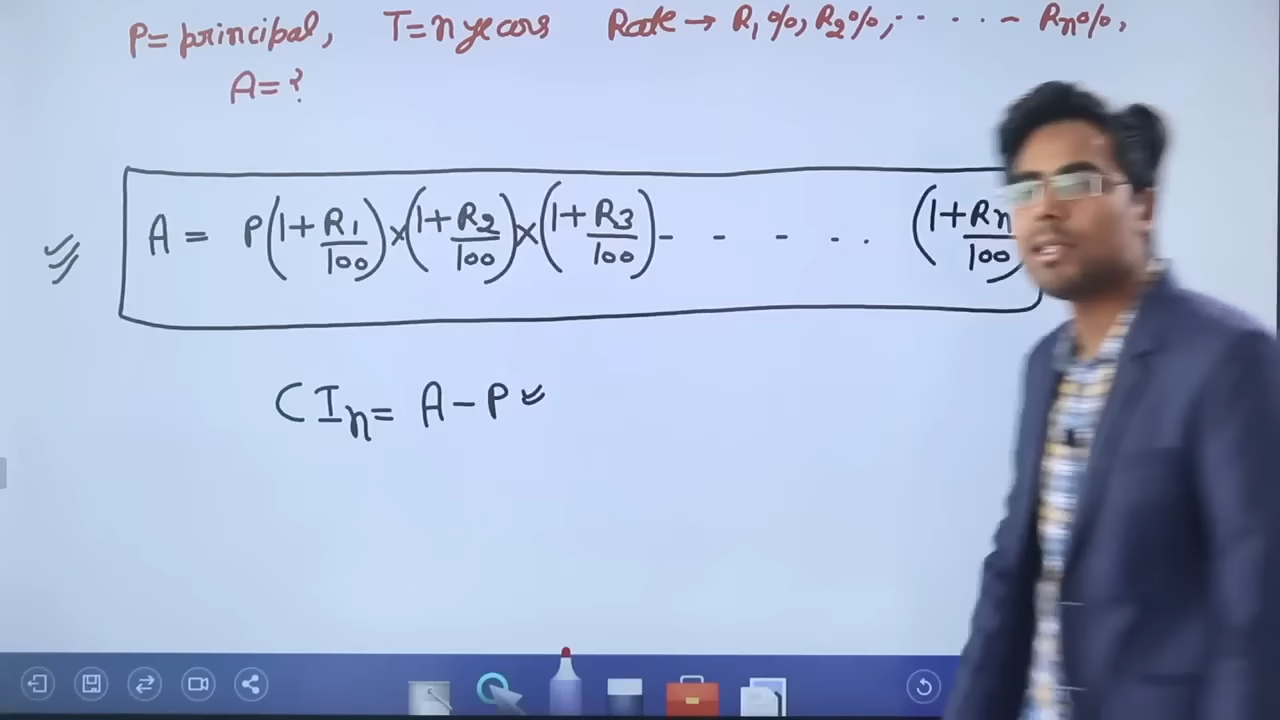 P= principal, T=n years Rate → R₁%, R₂%, - - - - - - Rn%,
A=?
A = P(1+R₁/100)×(1+R₂/100)×(1+R₃/100)- - - - - . (1+Rn/100)
CIn= A-P